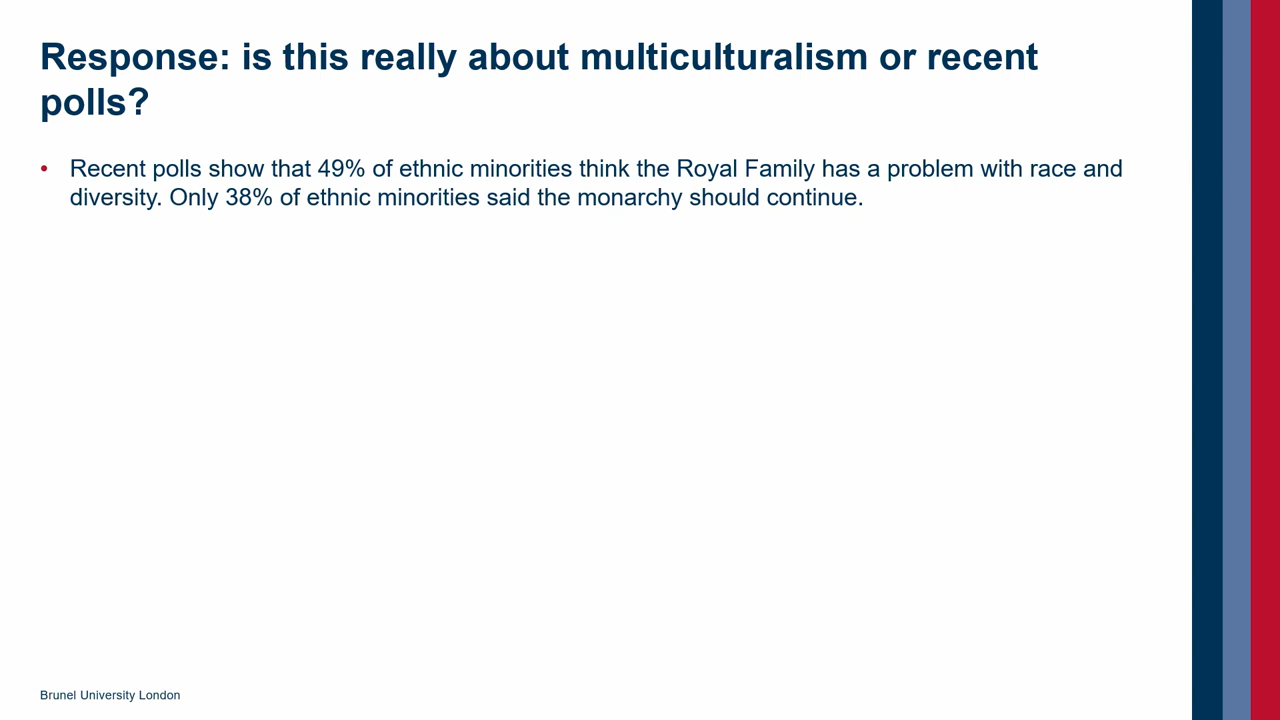 Response: is this really about multiculturalism or recent
polls?
• Recent polls show that 49% of ethnic minorities think the Royal Family has a problem with race and
diversity. Only 38% of ethnic minorities said the monarchy should continue.
Brunel University London